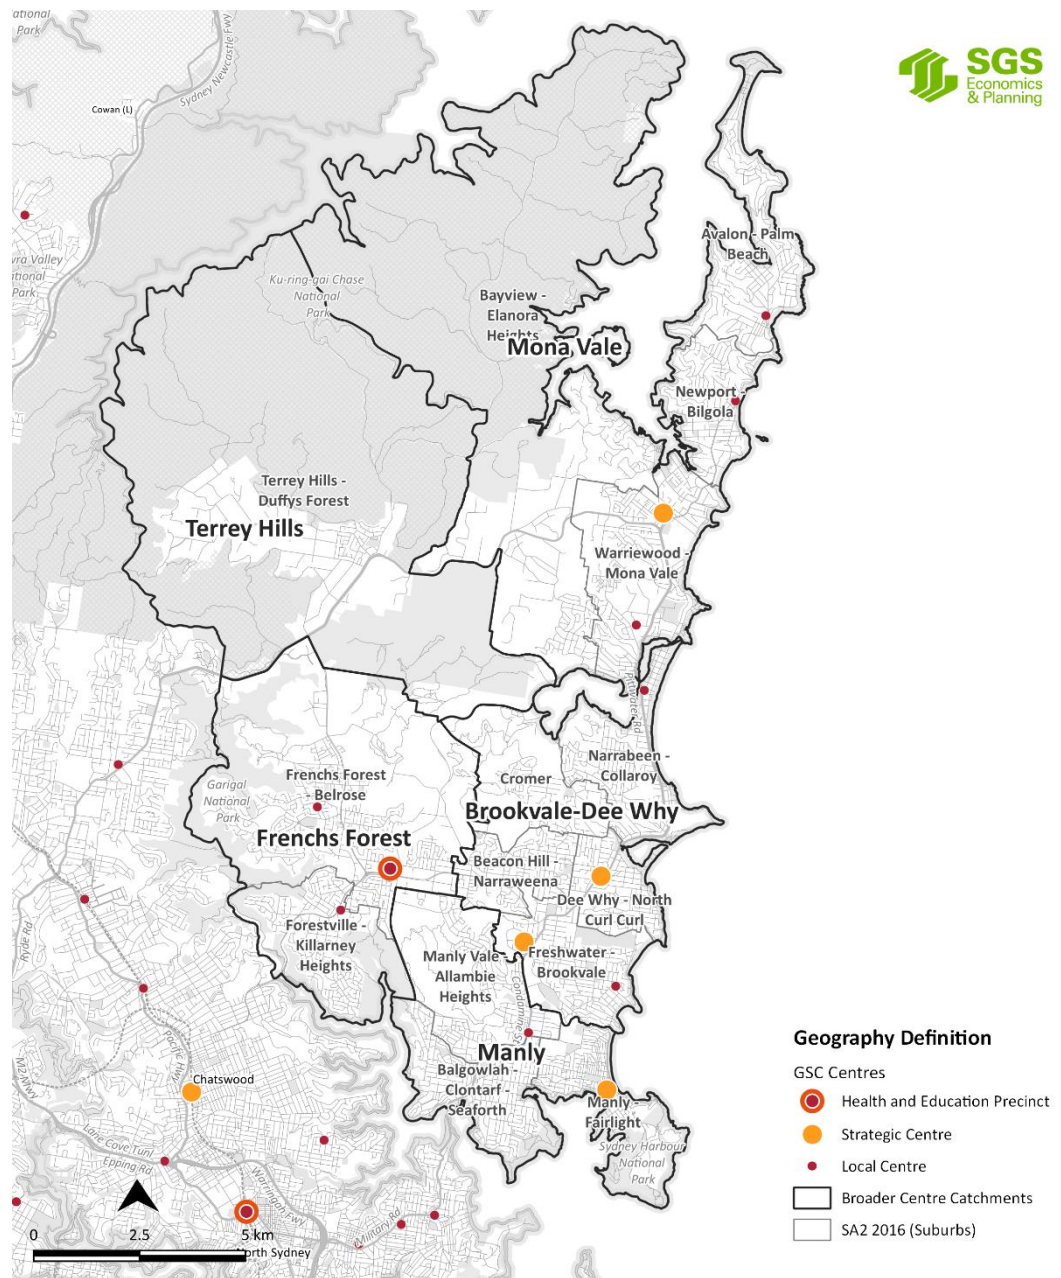 ational
Park
Cowan (L)
Sydney Newcastle Fwy
SGS
Economics
& Planning
ura Valley
ational
Park
Ku-ring-gai Chase
National
Park
Avalon - Palm
Beach
Bayview -
Elanora
Heights
Mona Vale
Newport -
Bilgola
Terrey Hills -
Duffys Forest
Terrey Hills
Warriewood -
Mona Vale
Pittwater Rd
Narrabeen -
Collaroy
Cromer
Frenchs Forest
- Belrose
Garigal
National
Park
Brookvale-Dee Why
Frenchs Forest
Beacon Hill -
Narraweena
Dee Why - North
Curl Curl
Ryde Rd
Forestville -
Killarney
Heights
Manly Vale -
Allambie
Heights
Freshwater -
Brookvale
Condamine St
Pacific Hwy
Manly
Balgowlah -
Clontarf -
Seaforth
Manly -
Fairlight
Sydney Harbour
National
Park
M2 Mwy
Chatswood
Lane Cove Tunl
Epping Rd
Warringah Fwy
Military Rd
North Sydney
0 2.5 5 km
Geography Definition
GSC Centres
Health and Education Precinct
Strategic Centre
Local Centre
Broader Centre Catchments
SA2 2016 (Suburbs)